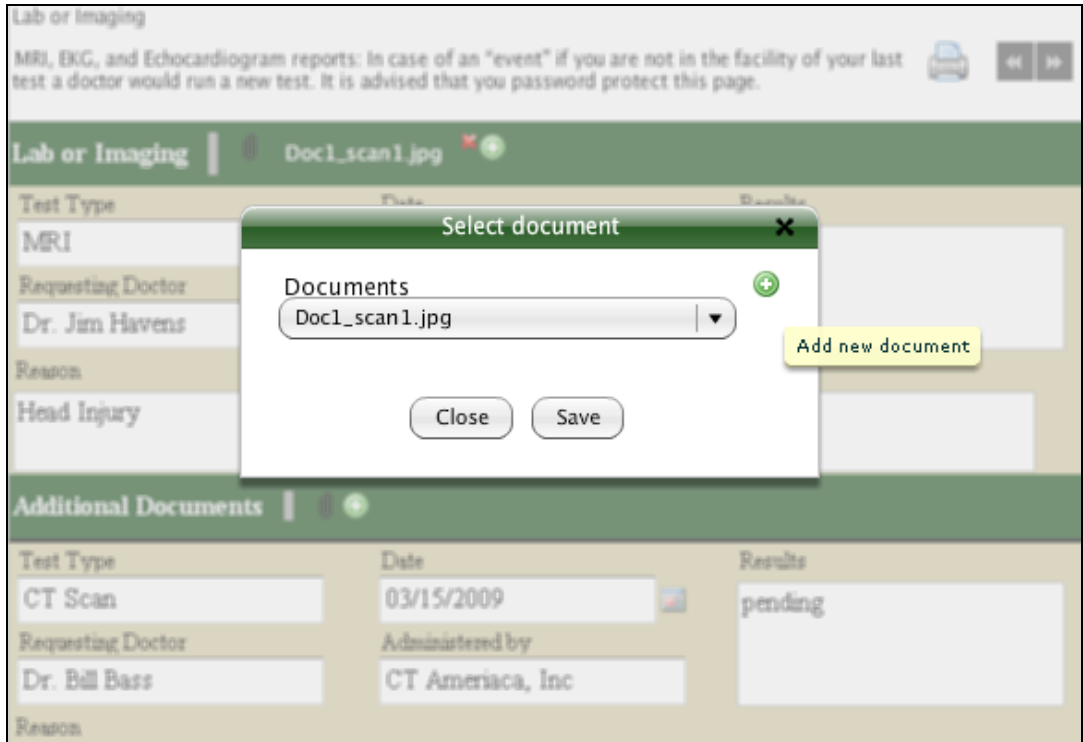 Lab or Imaging
MRI, EKG, and Echocardiogram reports: In case of an "event" if you are not in the facility of your last
test a doctor would run a new test. It is advised that you password protect this page.
Lab or Imaging Doc1_scan1.jpg
Test Type Date Results
MRI
Requesting Doctor
Dr. Jim Havens
Reason
Head Injury
Select document
Documents
Doc1_scan1.jpg
Add new document
Close Save
Additional Documents
Test Type Date Results
CT Scan 03/15/2009 pending
Requesting Doctor Administered by
Dr. Bill Bass CT Ameriaca, Inc
Reason